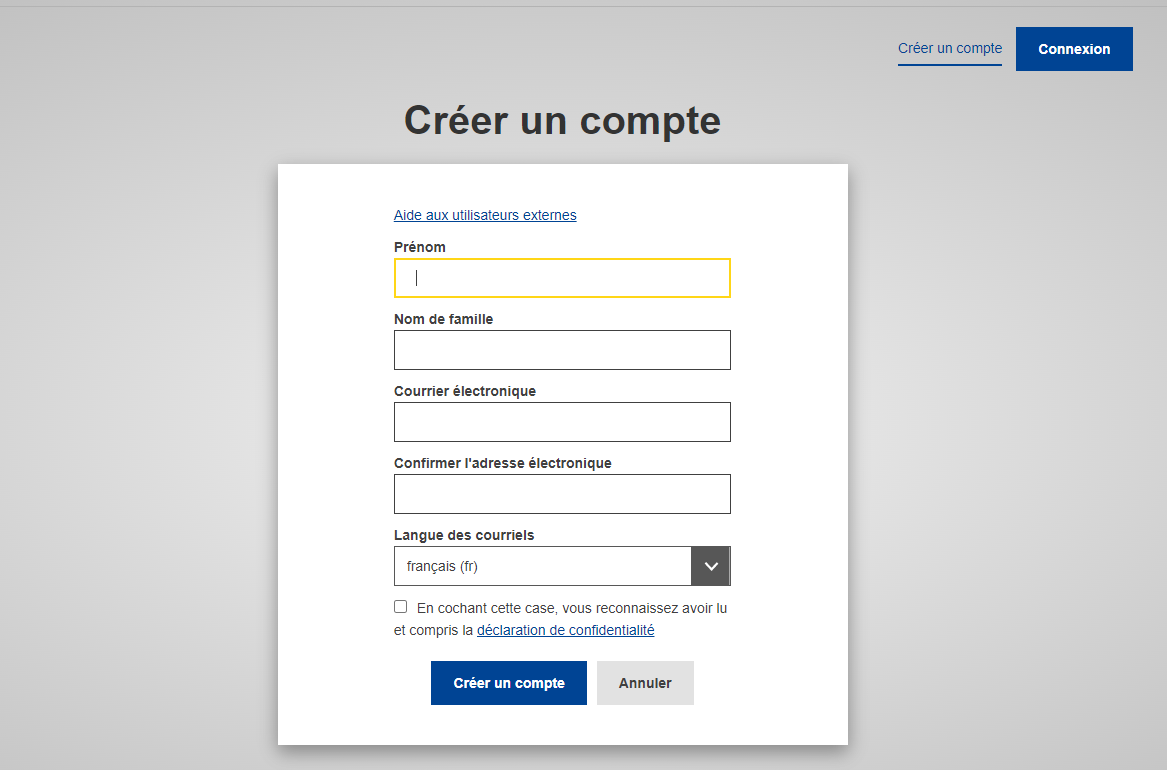 Créer un compte
Connexion
Créer un compte
Aide aux utilisateurs externes
Prénom
Nom de famille
Courrier électronique
Confirmer l'adresse électronique
Langue des courriels
français (fr)
En cochant cette case, vous reconnaissez avoir lu
et compris la déclaration de confidentialité
Créer un compte
Annuler